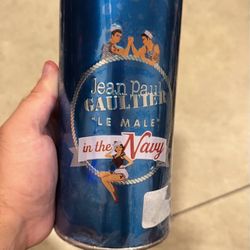 Jean Paul
GAULTIER
"LE MALE"
in the Navy